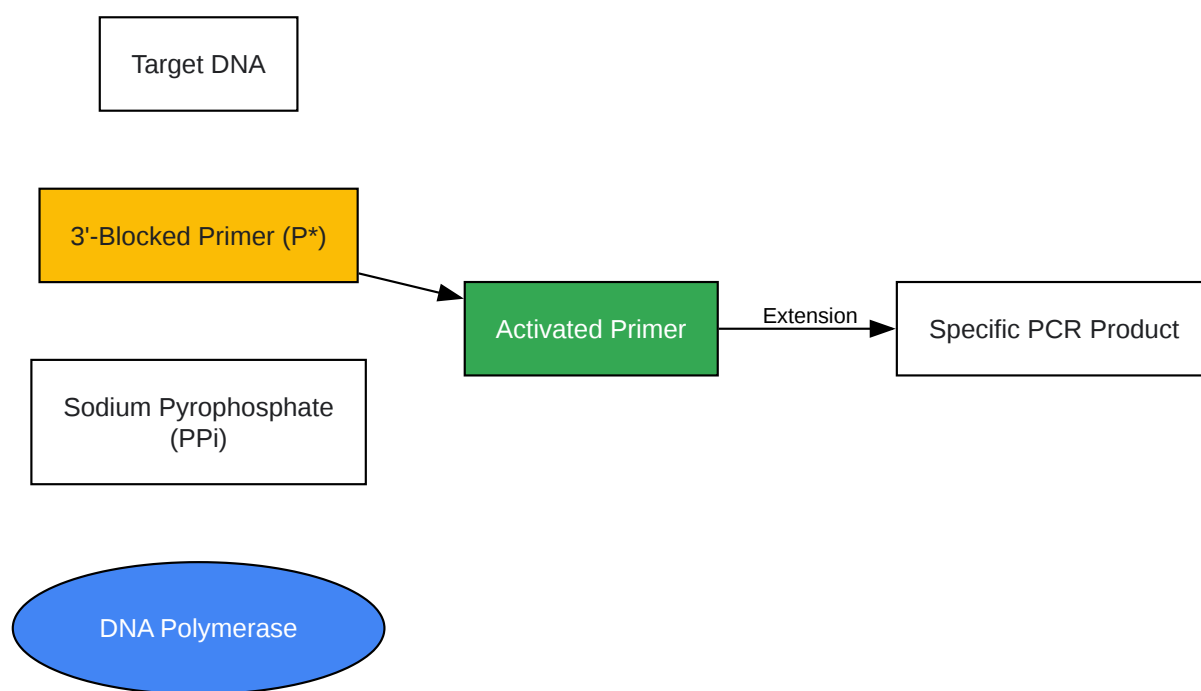 Target DNA
3'-Blocked Primer (P*)
Activated Primer
Extension
Specific PCR Product
Sodium Pyrophosphate
(PPi)
DNA Polymerase